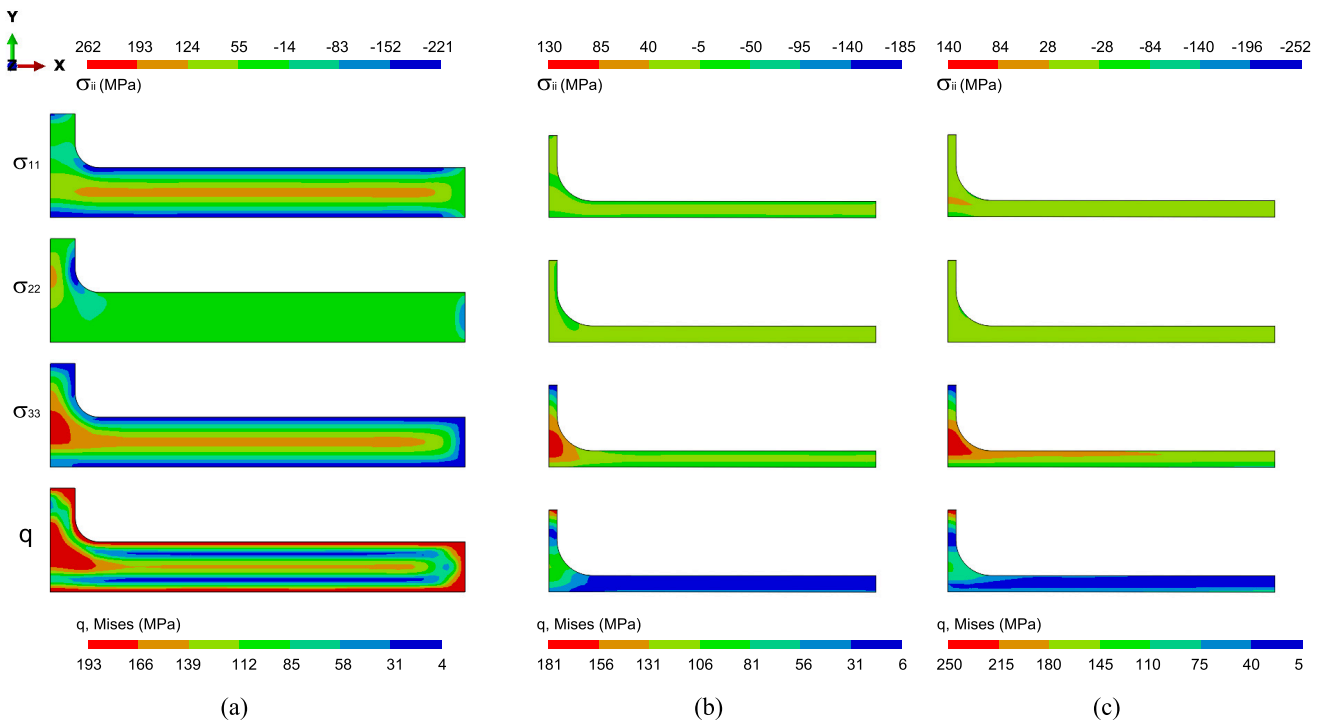 Y
X
262 193 124 55 -14 -83 -152 -221
σii (MPa)
130 85 40 -5 -50 -95 -140 -185
σii (MPa)
140 84 28 -28 -84 -140 -196 -252
σii (MPa)
σ11
σ22
σ33
q
q, Mises (MPa)
193 166 139 112 85 58 31 4
q, Mises (MPa)
181 156 131 106 81 56 31 6
q, Mises (MPa)
250 215 180 145 110 75 40 5
(a) (b) (c)